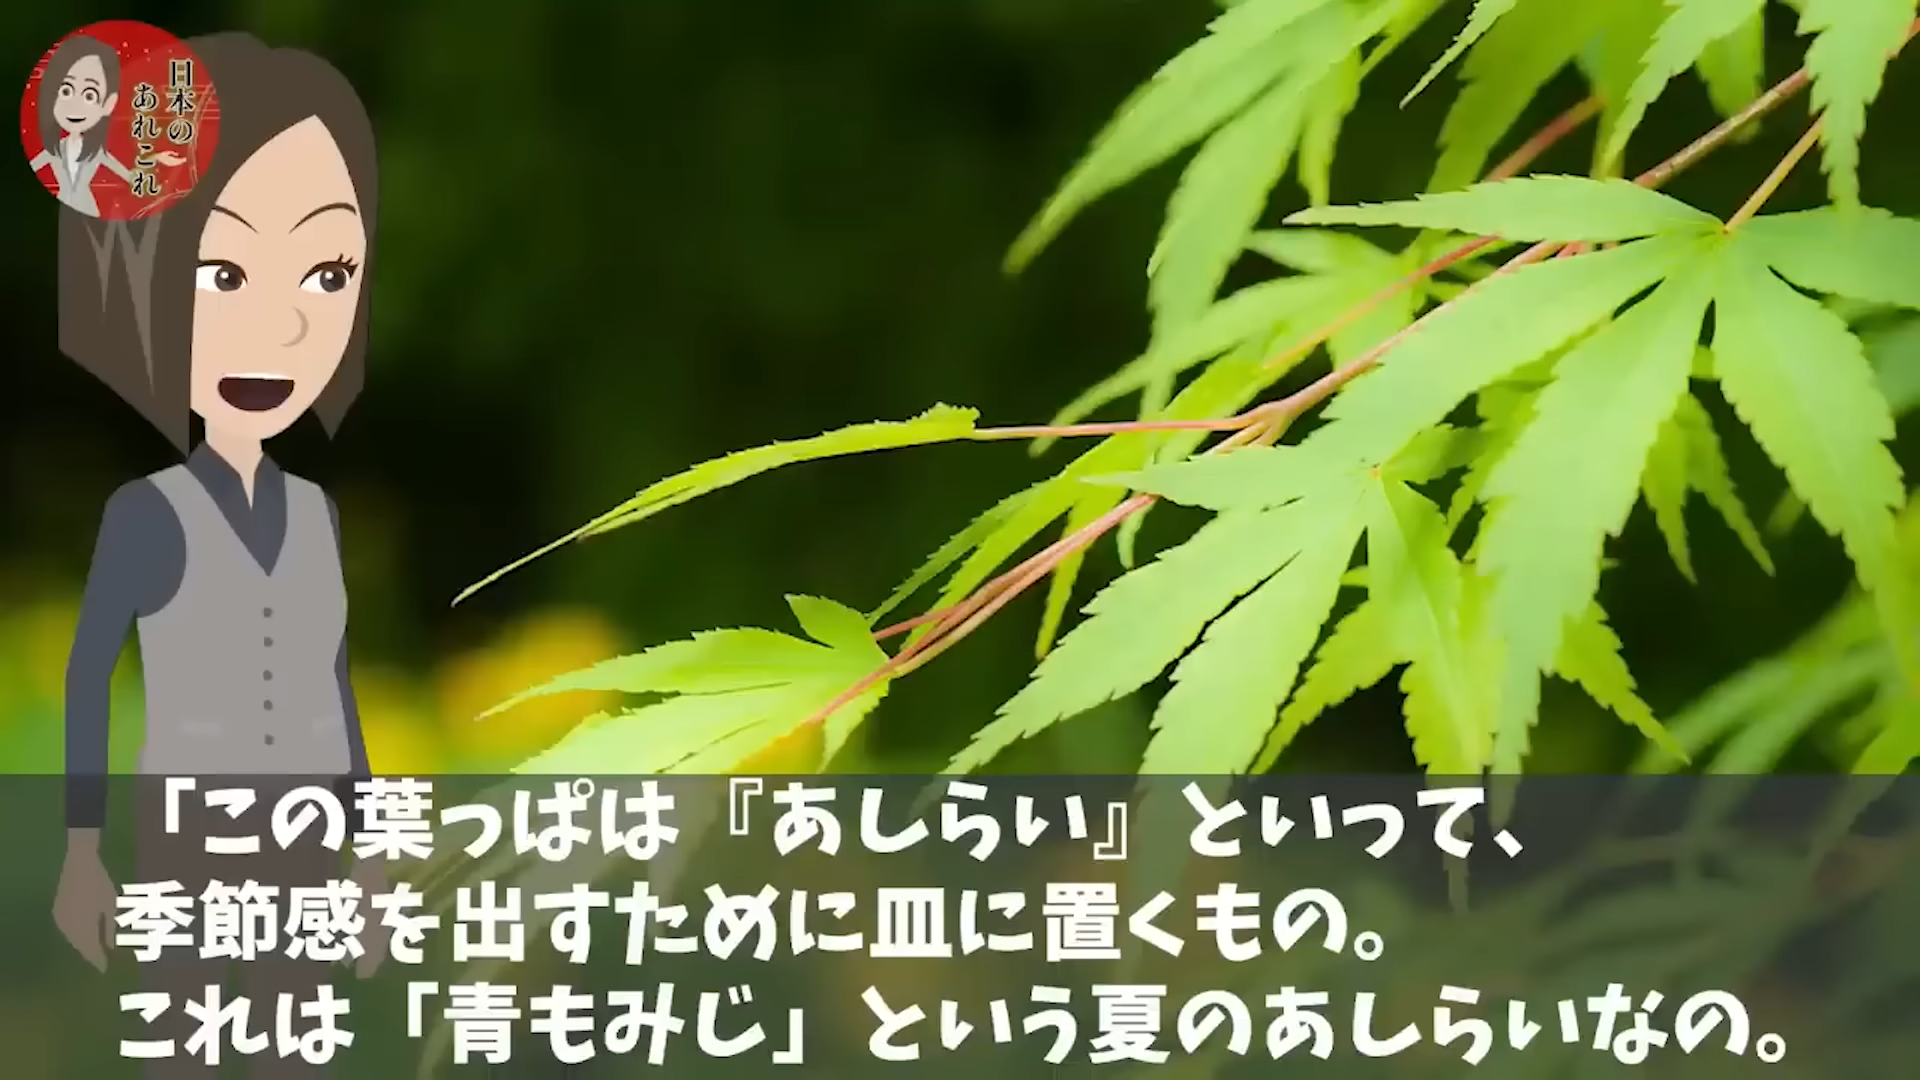 日本の
あれこれ
「この葉っぱは『あしらい』といって、
季節感を出すために皿に置くもの。
これは「青もみじ」という夏のあしらいなの。